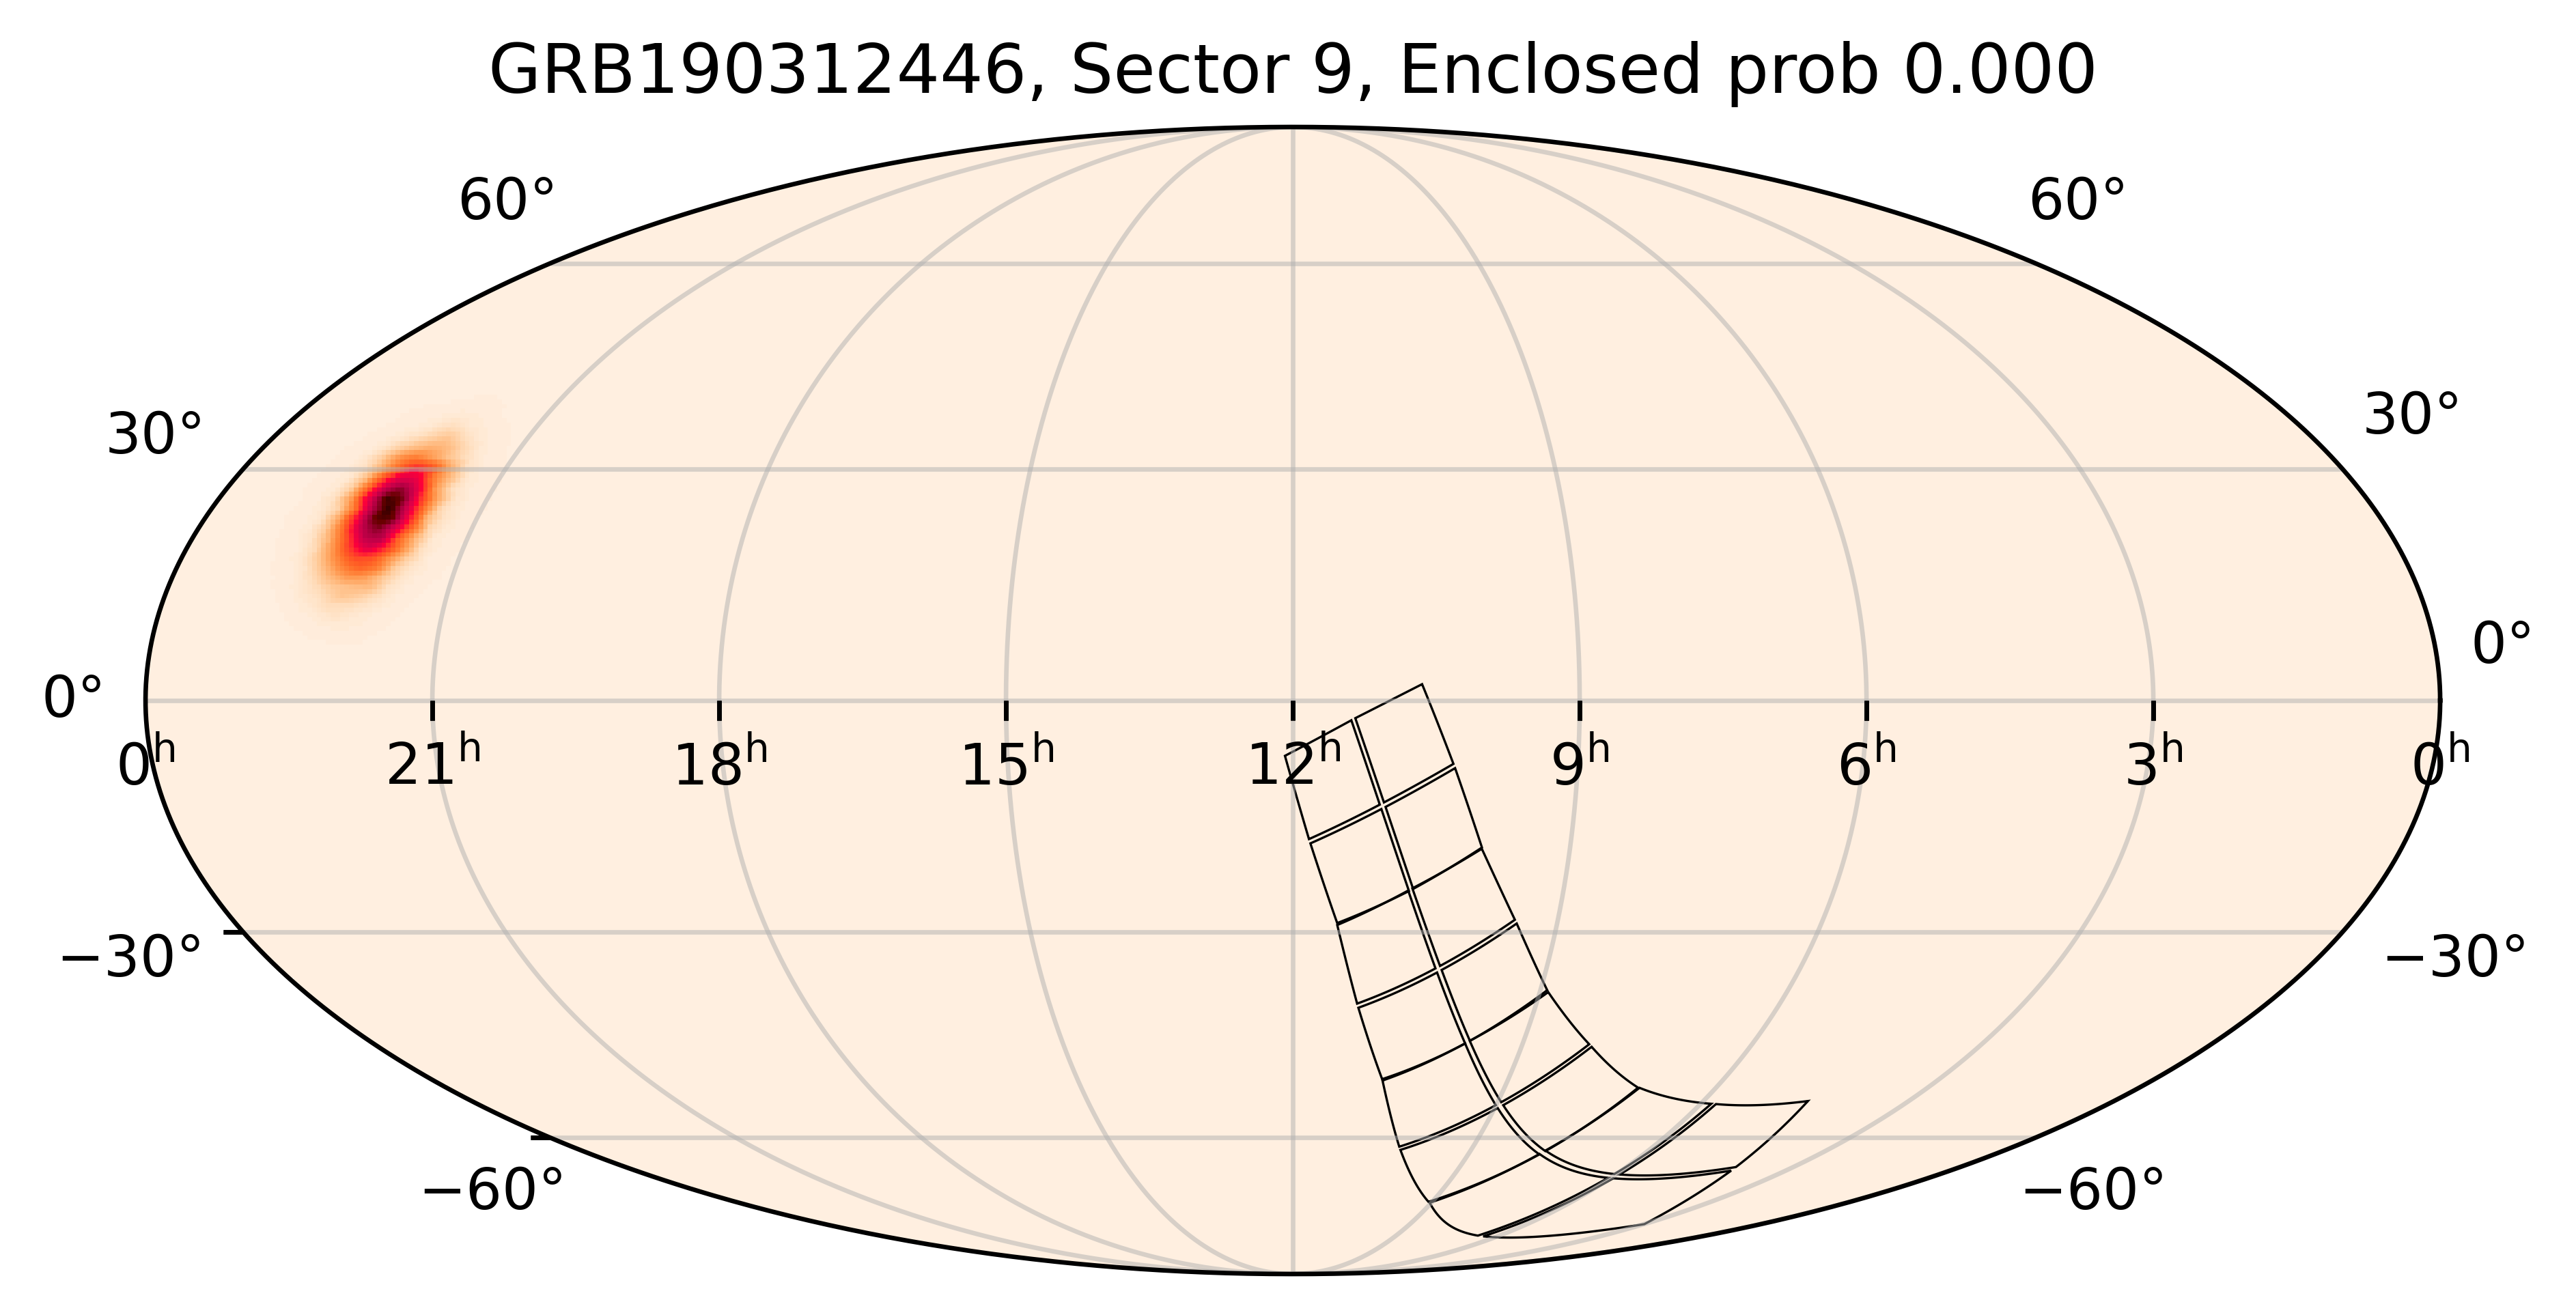 GRB190312446, Sector 9, Enclosed prob 0.000
60° 60°
30° 30°
0° 0°
0ʰ 21ʰ 18ʰ 15ʰ 12ʰ 9ʰ 6ʰ 3ʰ 0ʰ
−30° −30°
−60° −60°